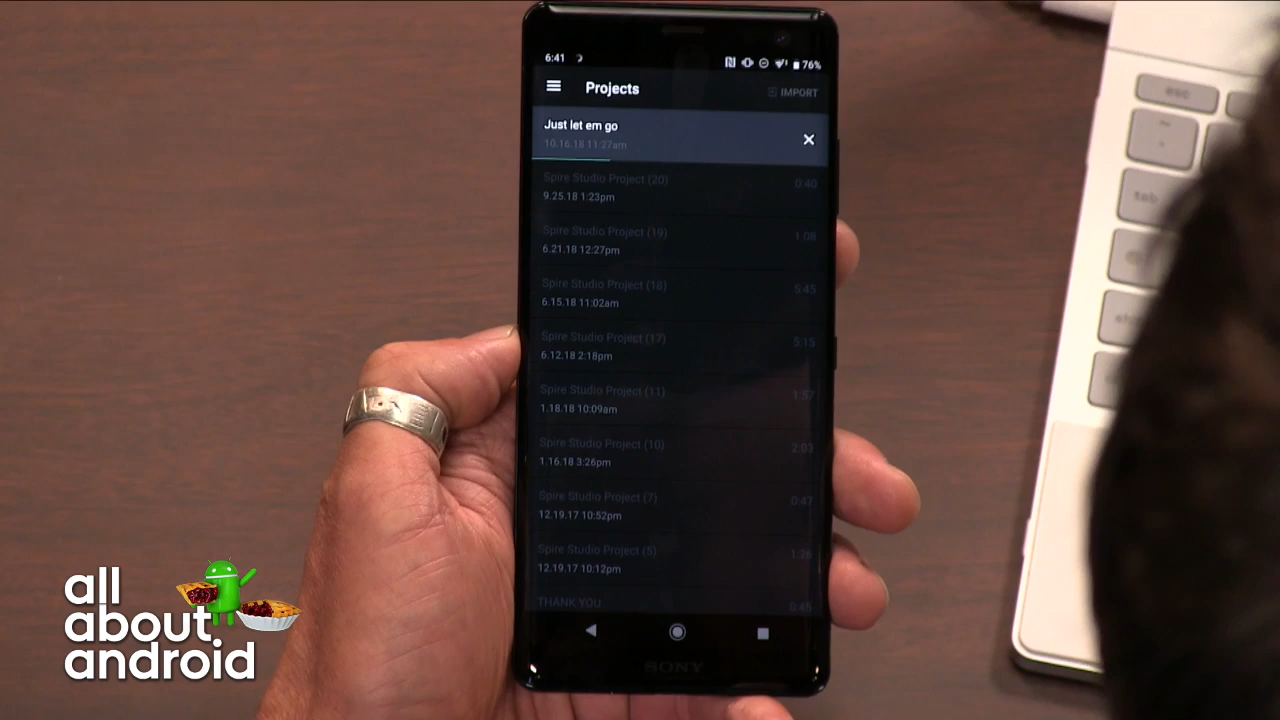 6:41
76%
Projects
IMPORT
Just let em go
10.16.18 11:27am
Spire Studio Project (20)
0:40
9.25.18 1:23pm
Spire Studio Project (19)
1:08
6.21.18 12:27pm
Spire Studio Project (18)
5:45
6.15.18 11:02am
Spire Studio Project (17)
5:15
6.12.18 2:18pm
Spire Studio Project (11)
1:57
1.18.18 10:09am
Spire Studio Project (10)
2:03
1.16.18 3:26pm
Spire Studio Project (7)
0:47
12.19.17 10:52pm
Spire Studio Project (5)
1:26
12.19.17 10:12pm
THANK YOU
0:45
SONY
esc
tab
all
about
android